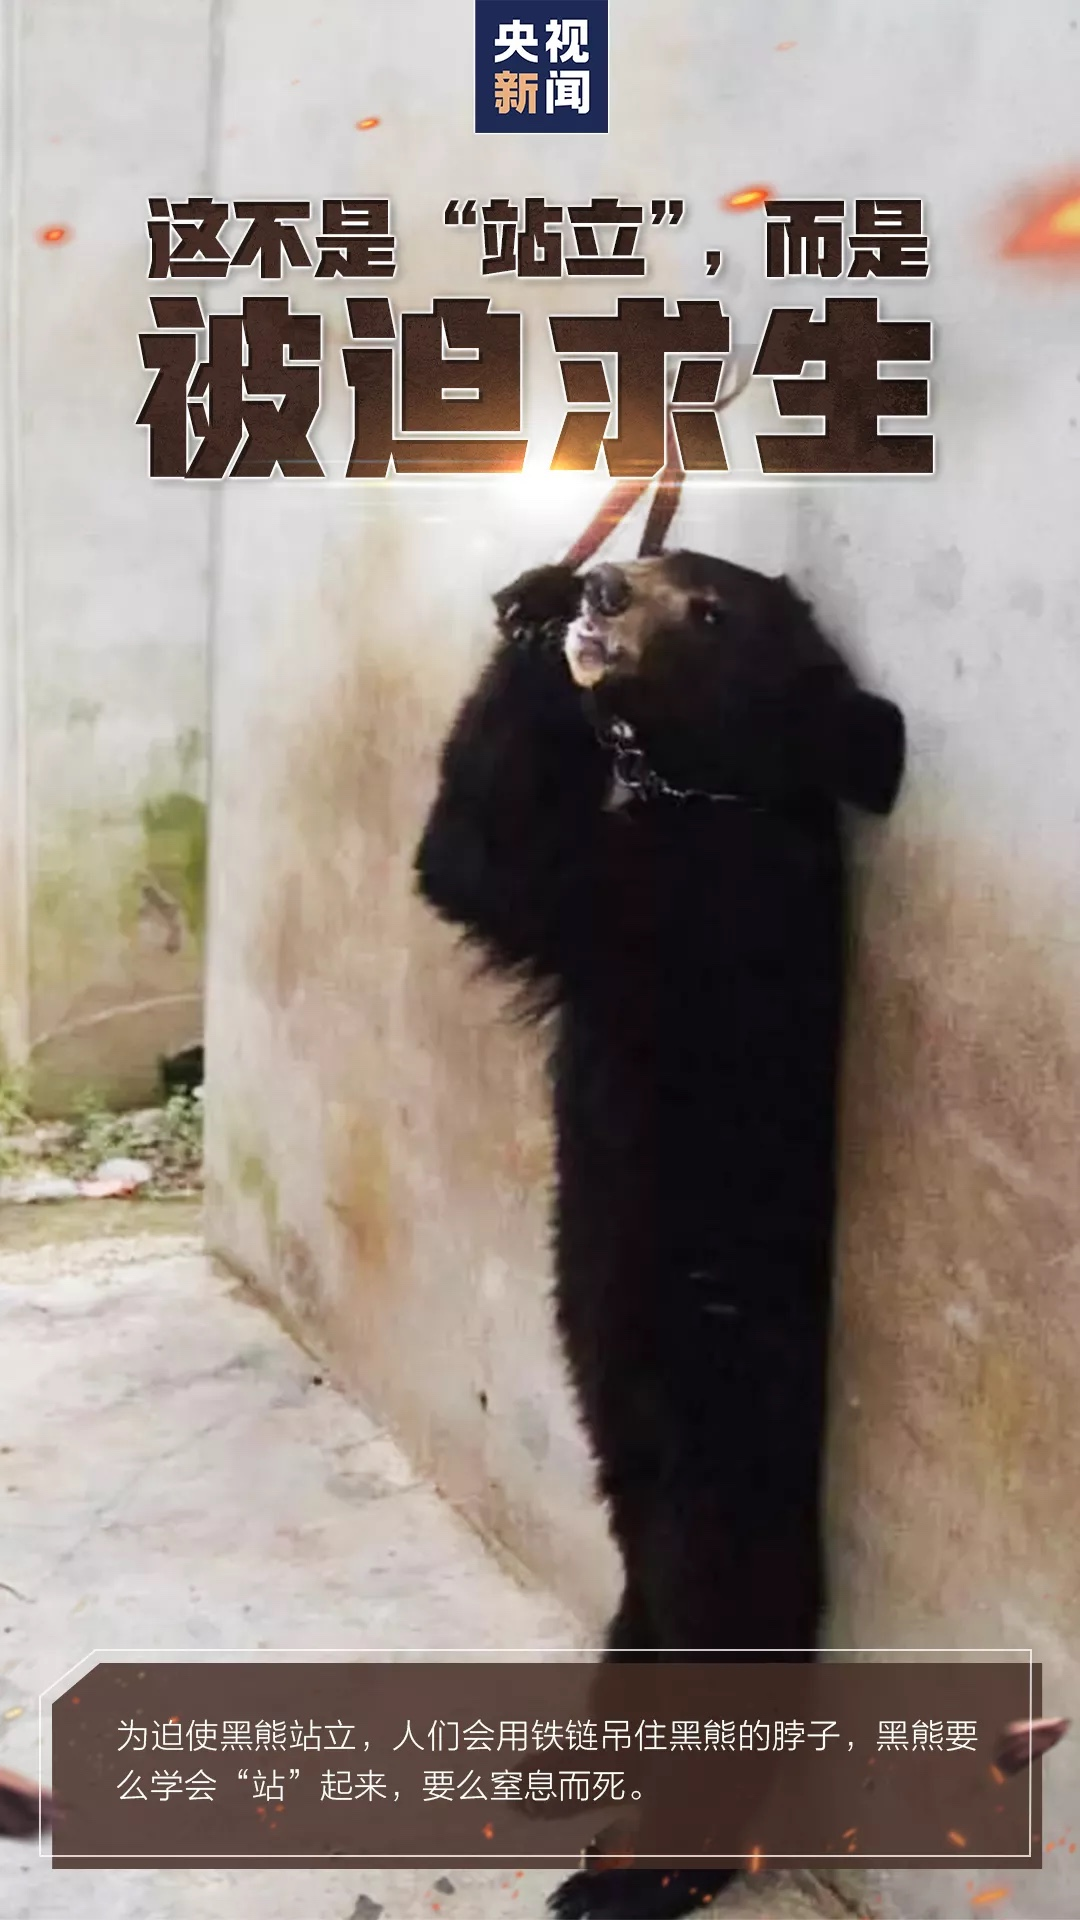 央视
新闻
这不是“站立”，而是
被迫求生
为迫使黑熊站立，人们会用铁链吊住黑熊的脖子，黑熊要
么学会“站”起来，要么窒息而死。